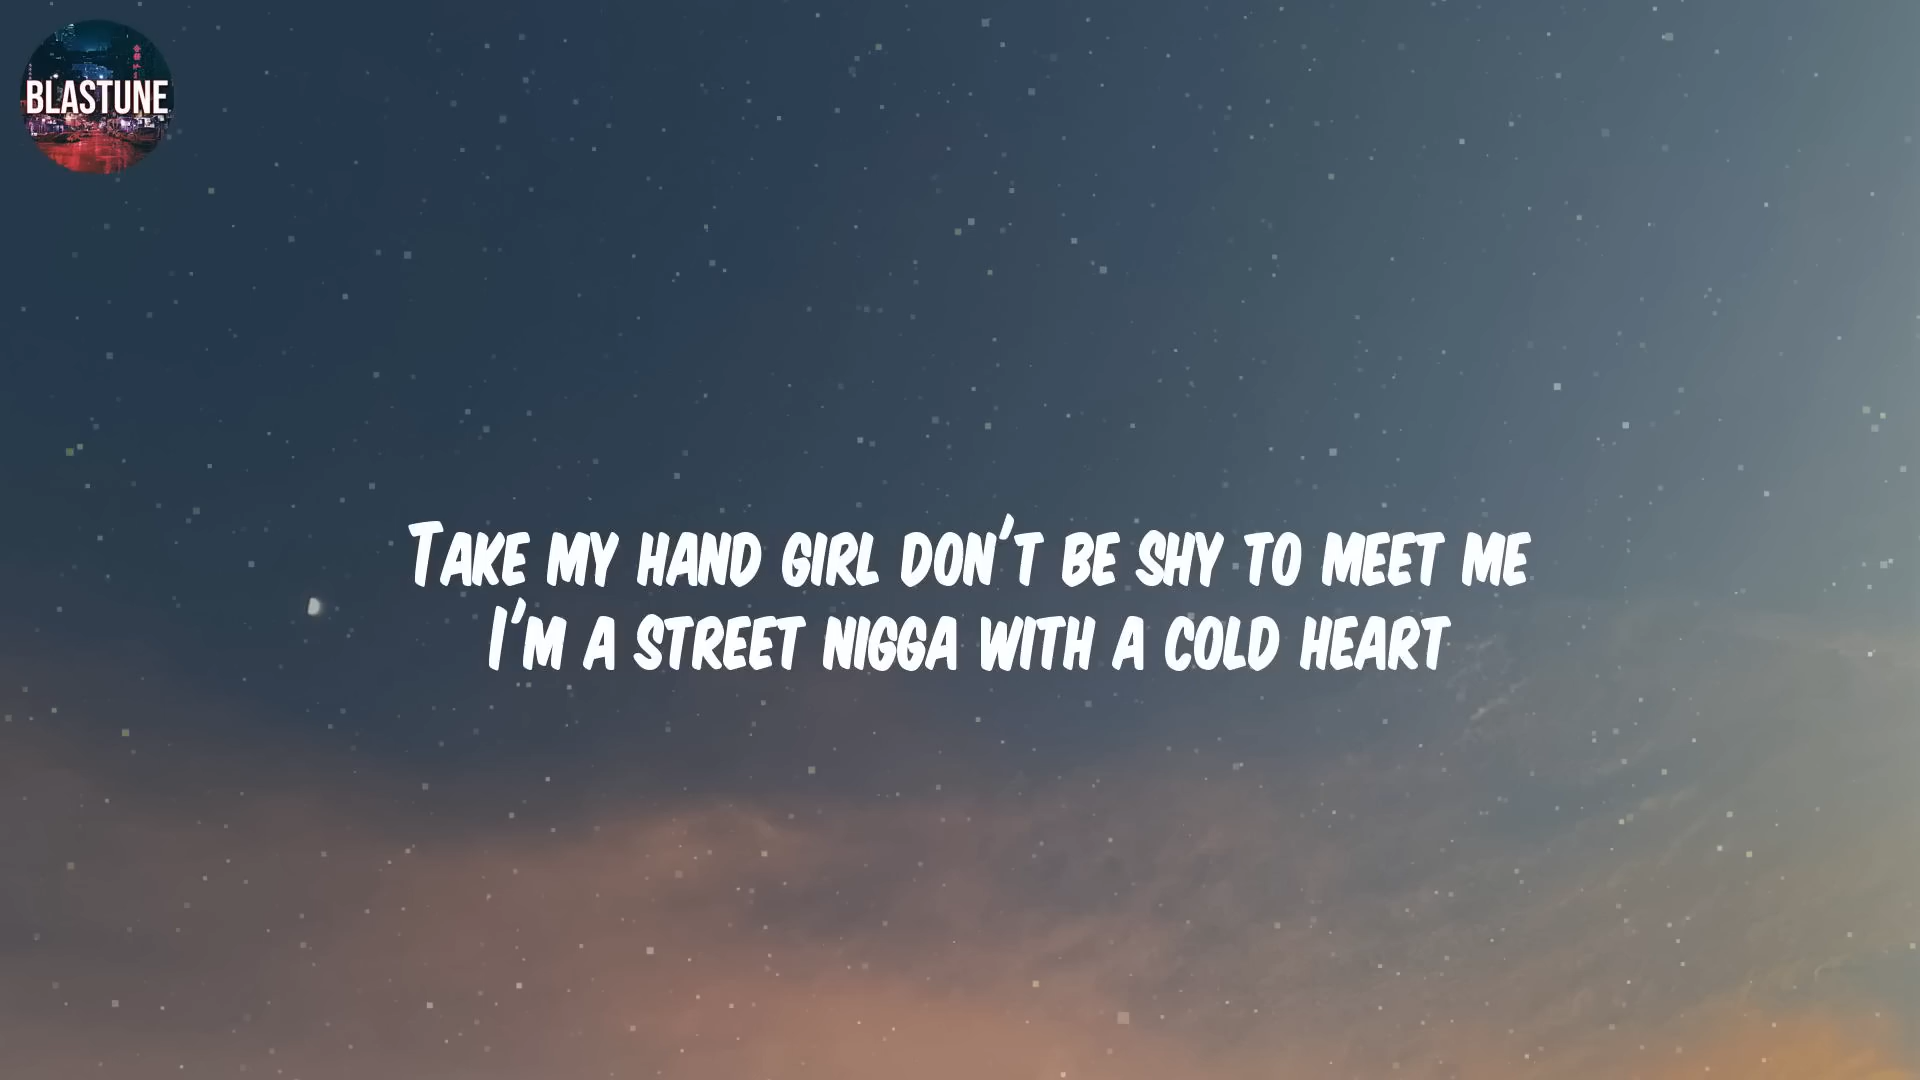 BLASTUNE
Take my hand girl don't be shy to meet me
I'm a street nigga with a cold heart